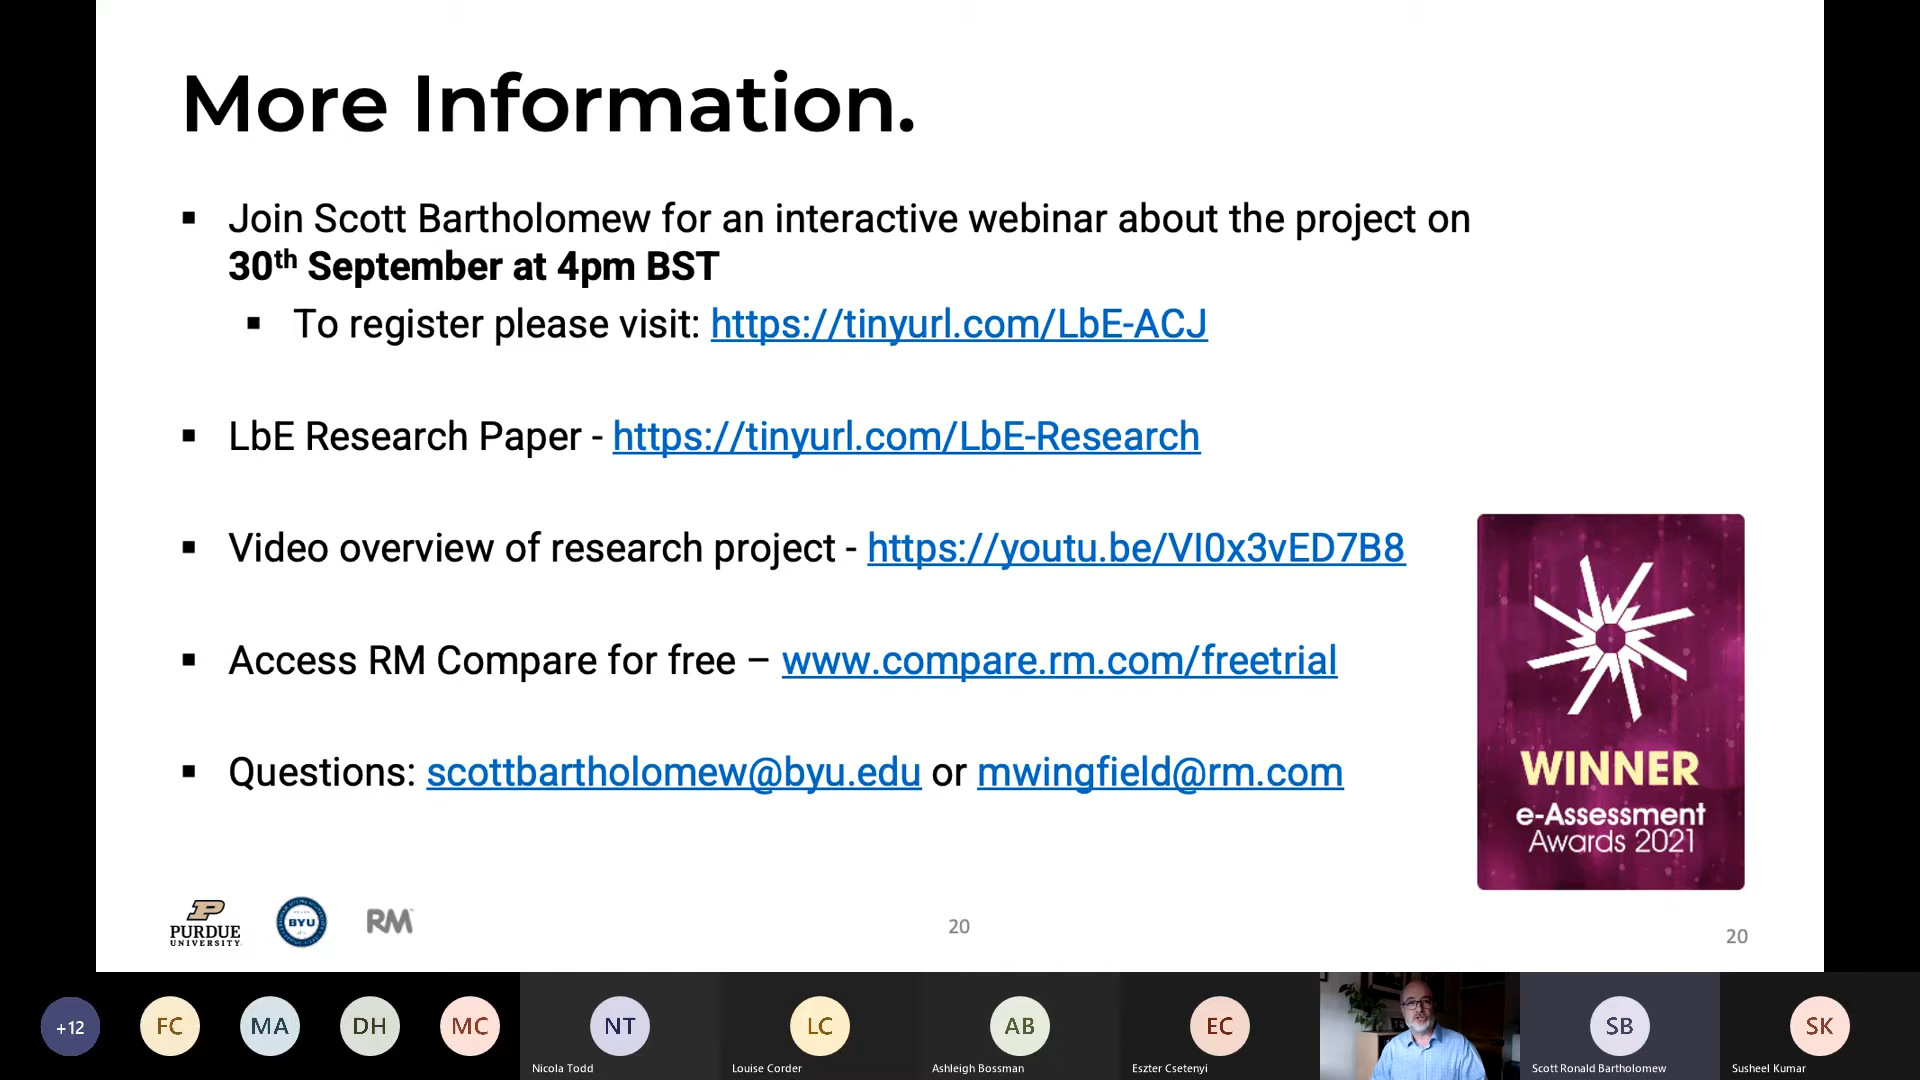 More Information.
▪ Join Scott Bartholomew for an interactive webinar about the project on
30th September at 4pm BST
▪ To register please visit: https://tinyurl.com/LbE-ACJ
▪ LbE Research Paper - https://tinyurl.com/LbE-Research
▪ Video overview of research project - https://youtu.be/VI0x3vED7B8
▪ Access RM Compare for free – www.compare.rm.com/freetrial
▪ Questions: scottbartholomew@byu.edu or mwingfield@rm.com
WINNER
e-Assessment
Awards 2021
P
PURDUE
UNIVERSITY
BYU
RM
20
20
+12
FC
MA
DH
MC
NT
LC
AB
EC
SB
SK
Nicola Todd
Louise Corder
Ashleigh Bossman
Eszter Csetenyi
Scott Ronald Bartholomew
Susheel Kumar